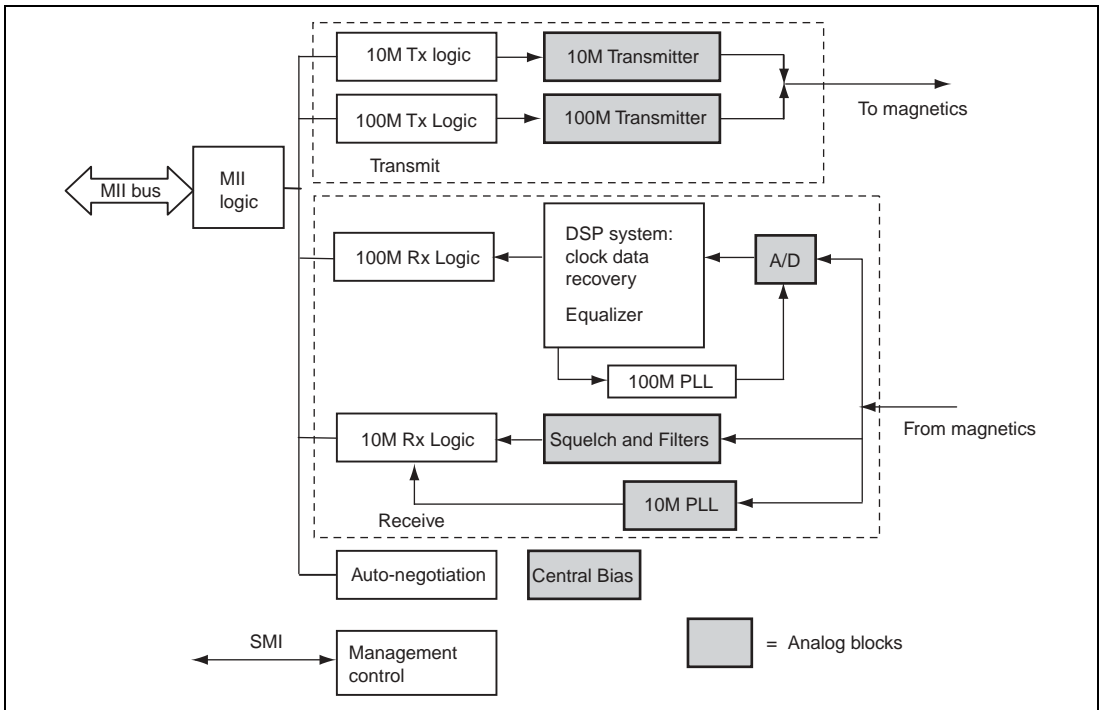 10M Tx logic
10M Transmitter
100M Tx Logic
100M Transmitter
To magnetics
Transmit
MII bus
MII
logic
100M Rx Logic
DSP system:
clock data
recovery
Equalizer
A/D
100M PLL
From magnetics
10M Rx Logic
Squelch and Filters
10M PLL
Receive
Auto-negotiation
Central Bias
SMI
Management
control
= Analog blocks